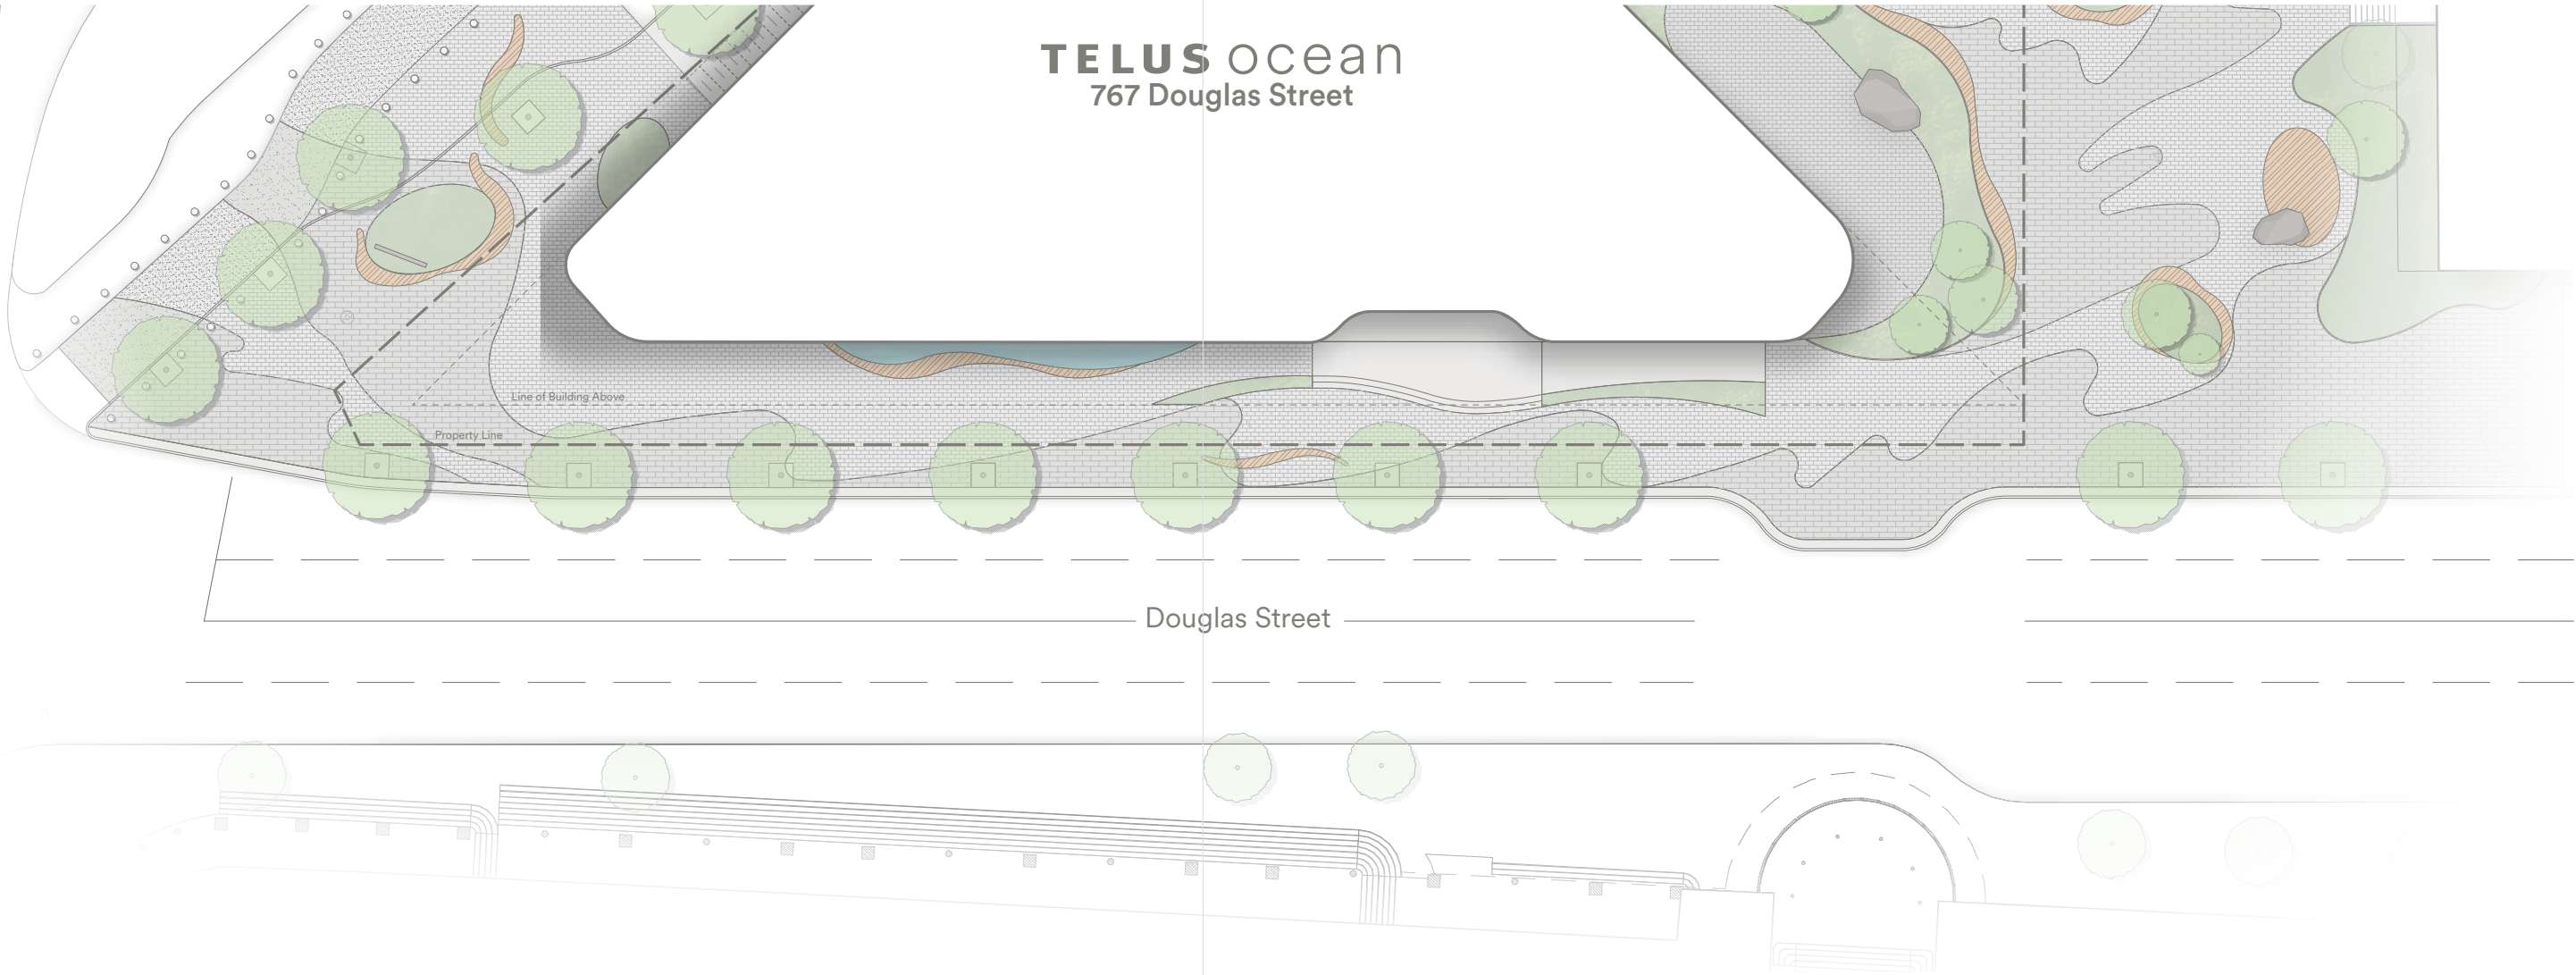 TELUS ocean
767 Douglas Street
Line of Building Above
Property Line
Douglas Street